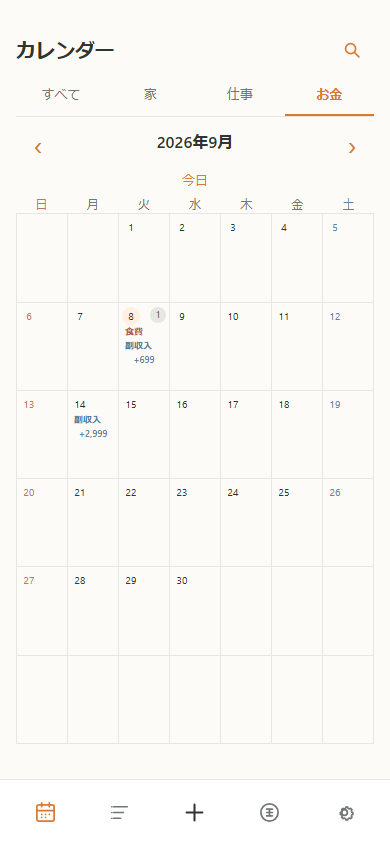 カレンダー
すべて 家 仕事 お金
‹ 2026年9月 ›
今日
日 月 火 水 木 金 土
1 2 3 4 5
6 7 8 1 9 10 11 12
食費
副収入
+699
13 14 15 16 17 18 19
副収入
+2,999
20 21 22 23 24 25 26
27 28 29 30